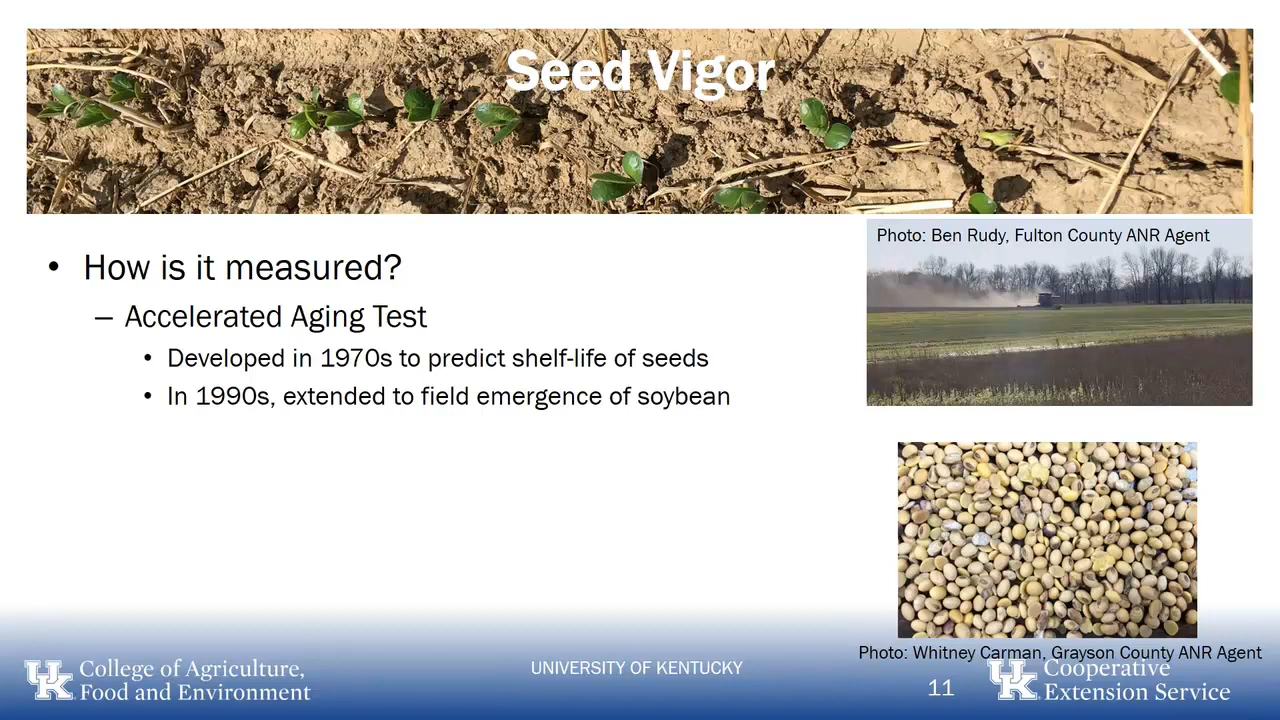 Seed Vigor
Photo: Ben Rudy, Fulton County ANR Agent
• How is it measured?
– Accelerated Aging Test
• Developed in 1970s to predict shelf-life of seeds
• In 1990s, extended to field emergence of soybean
Photo: Whitney Carman, Grayson County ANR Agent
UK College of Agriculture,
Food and Environment
UNIVERSITY OF KENTUCKY
11
UK Cooperative
Extension Service